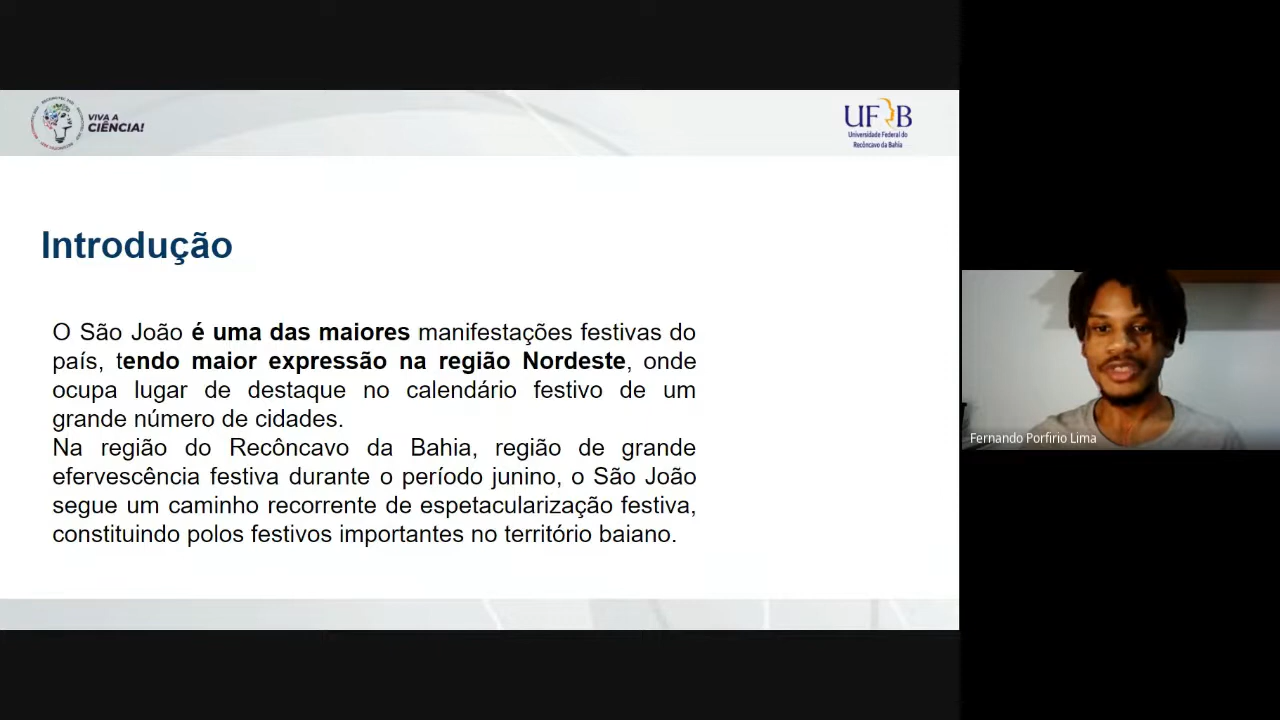 VIVA A
CIÊNCIA!
UFRB
Universidade Federal do
Recôncavo da Bahia
Introdução
O São João é uma das maiores manifestações festivas do
país, tendo maior expressão na região Nordeste, onde
ocupa lugar de destaque no calendário festivo de um
grande número de cidades.
Na região do Recôncavo da Bahia, região de grande
efervescência festiva durante o período junino, o São João
segue um caminho recorrente de espetacularização festiva,
constituindo polos festivos importantes no território baiano.
Fernando Porfirio Lima